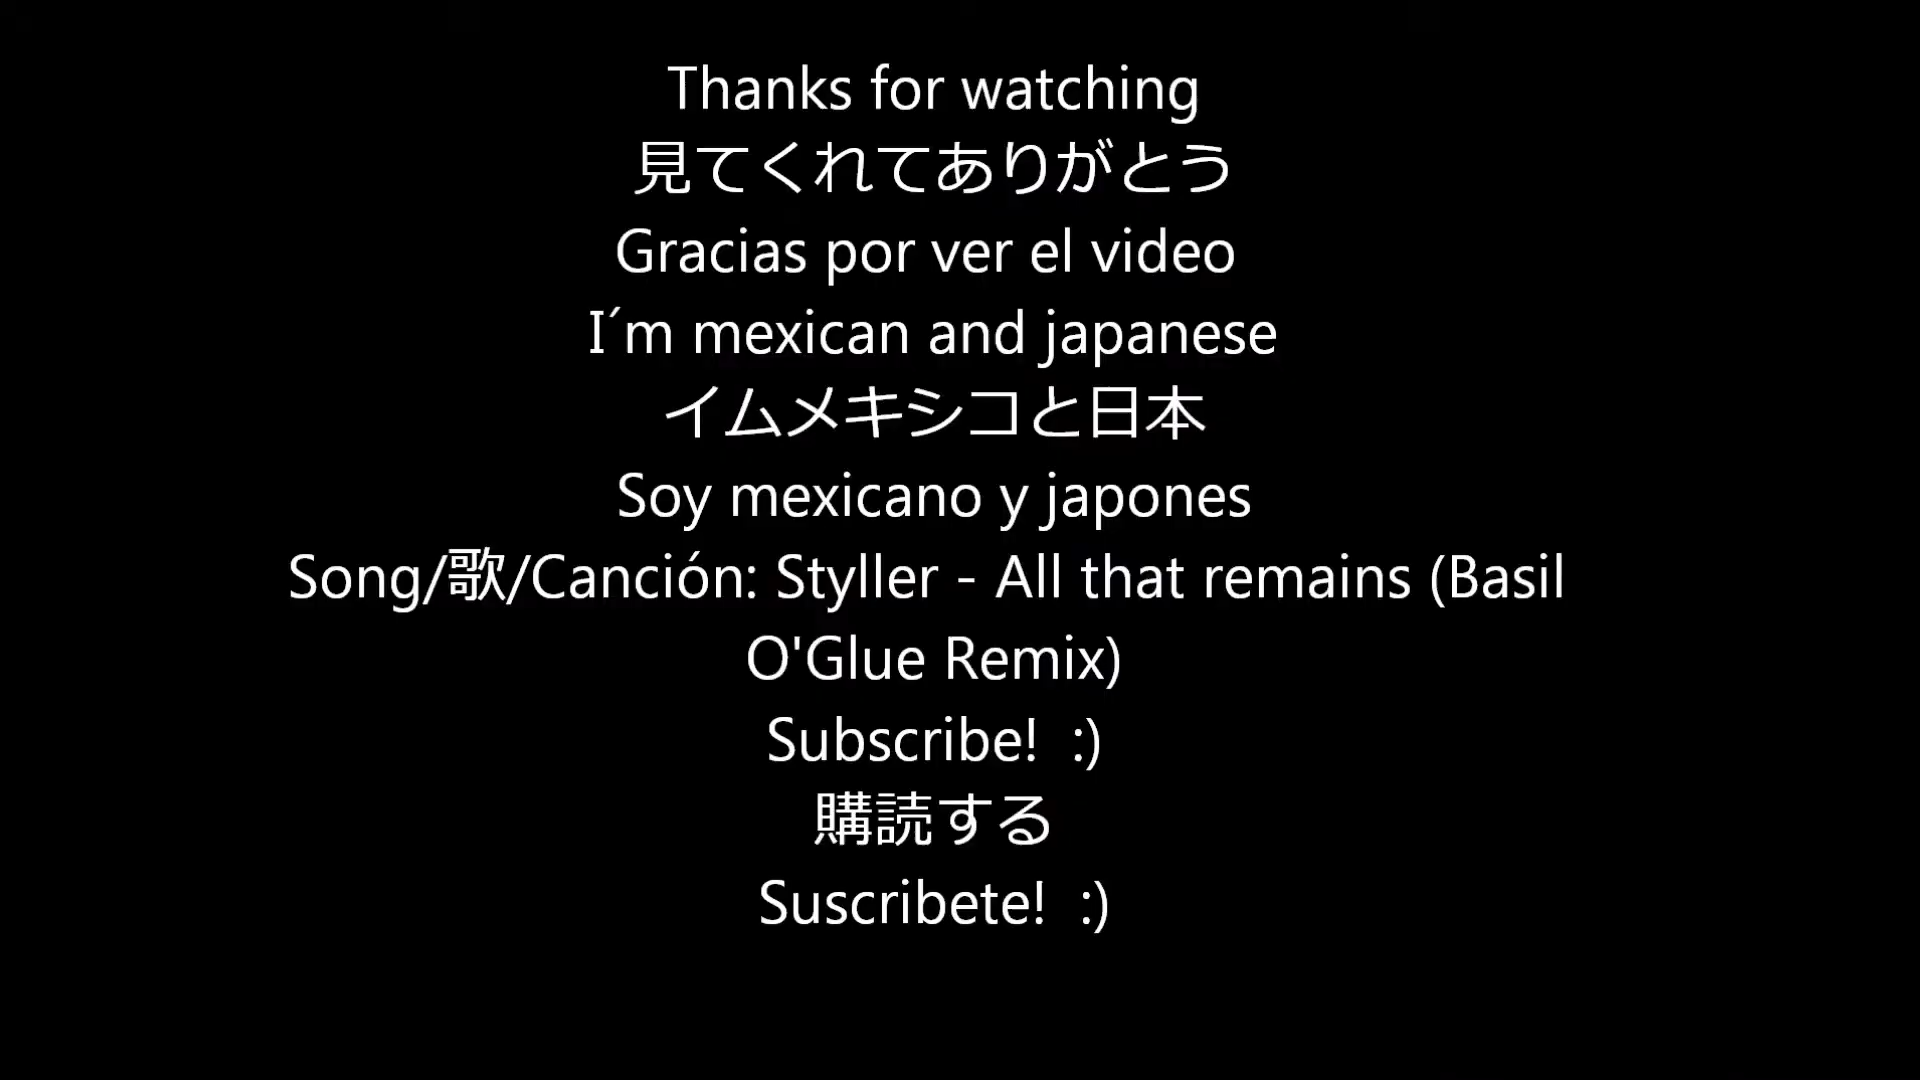 Thanks for watching
見てくれてありがとう
Gracias por ver el video
I´m mexican and japanese
イムメキシコと日本
Soy mexicano y japones
Song/歌/Canción: Styller - All that remains (Basil
O'Glue Remix)
Subscribe!  :)
購読する
Suscribete!  :)